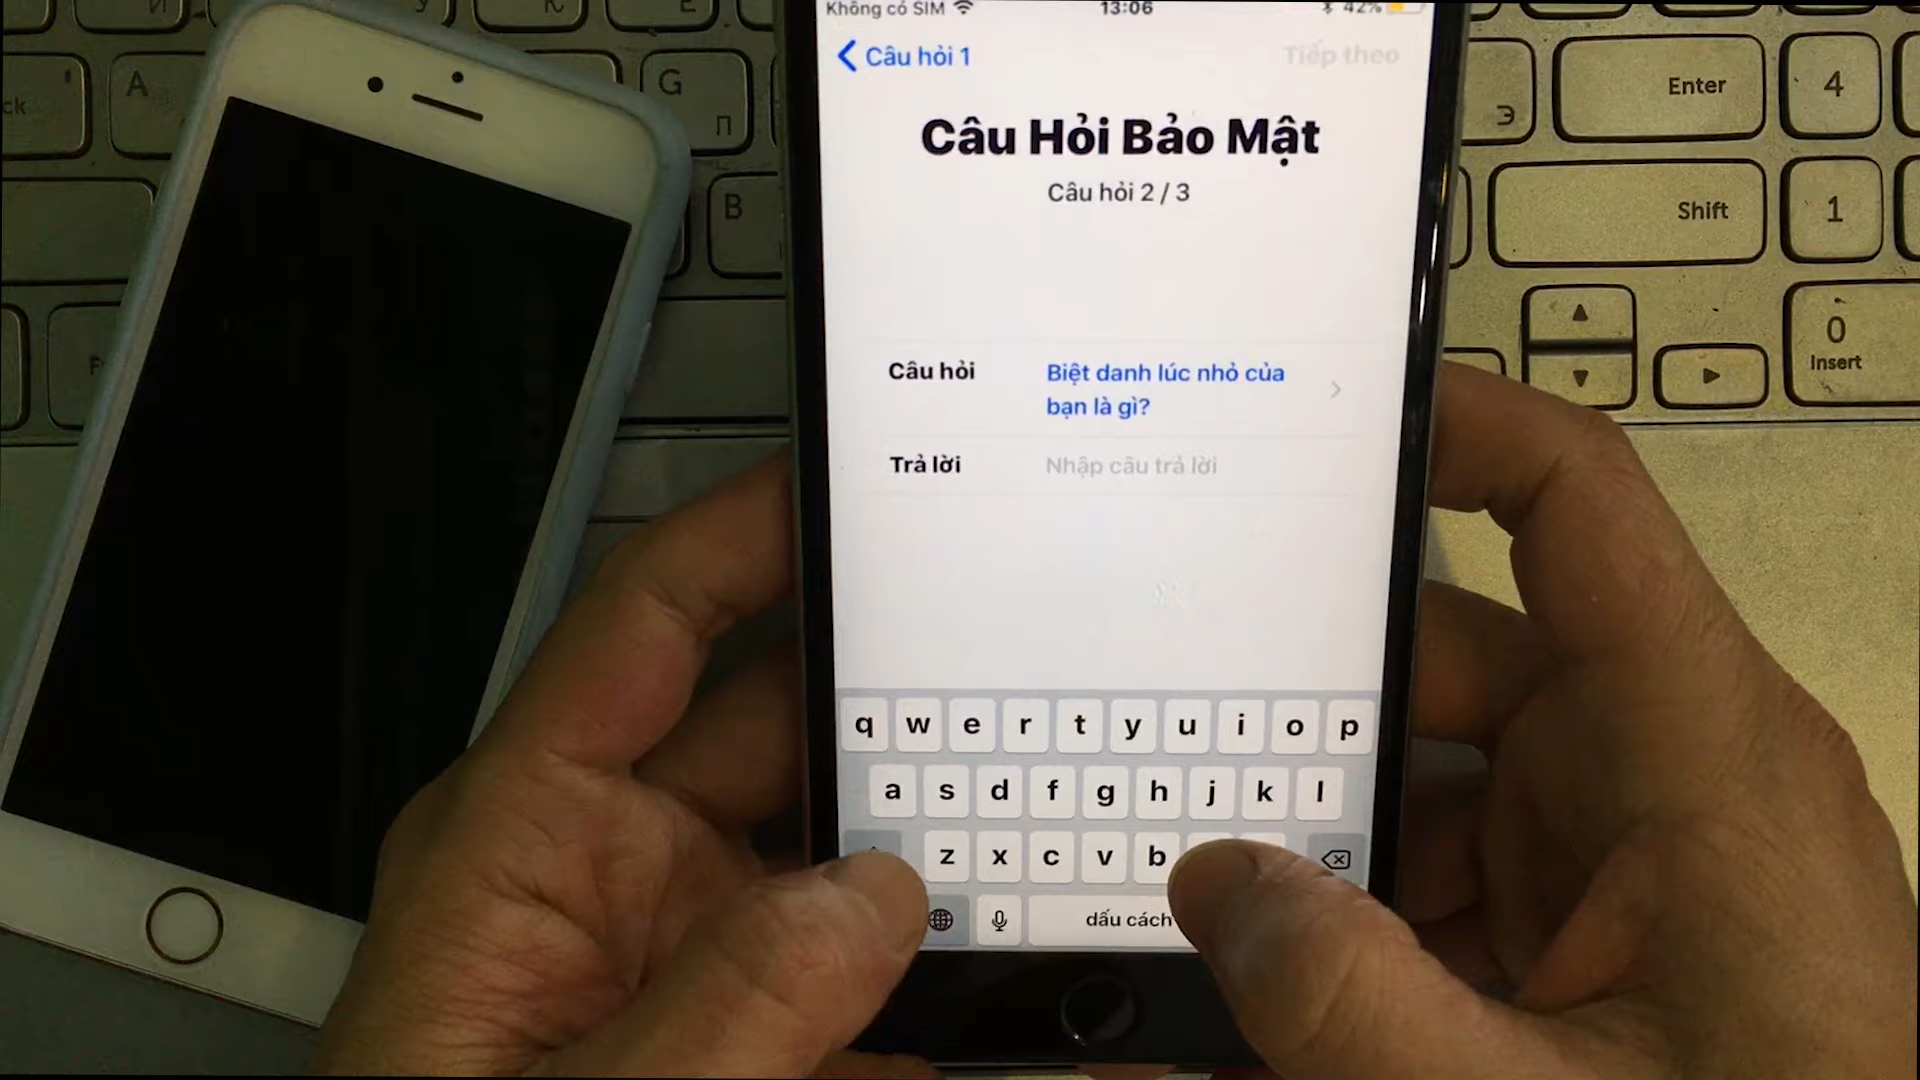 Không có SIM 13:06 42%
Câu hỏi 1 Tiếp theo
Câu Hỏi Bảo Mật
Câu hỏi 2 / 3
Câu hỏi Biệt danh lúc nhỏ của
bạn là gì?
Trả lời Nhập câu trả lời
q w e r t y u i o p
a s d f g h j k l
z x c v b
dấu cách
A
G
П
B
Э
Enter
4
Shift
1
0
Insert